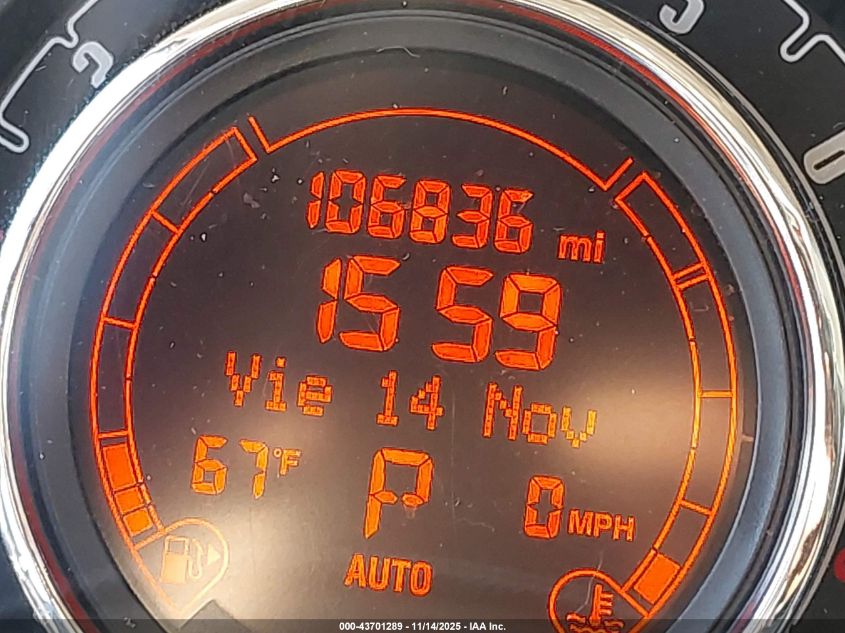 106836 mi
15 59
Vie 14 Nov
67°F P 0 MPH
AUTO
000-43701289 - 11/14/2025 - IAA Inc.